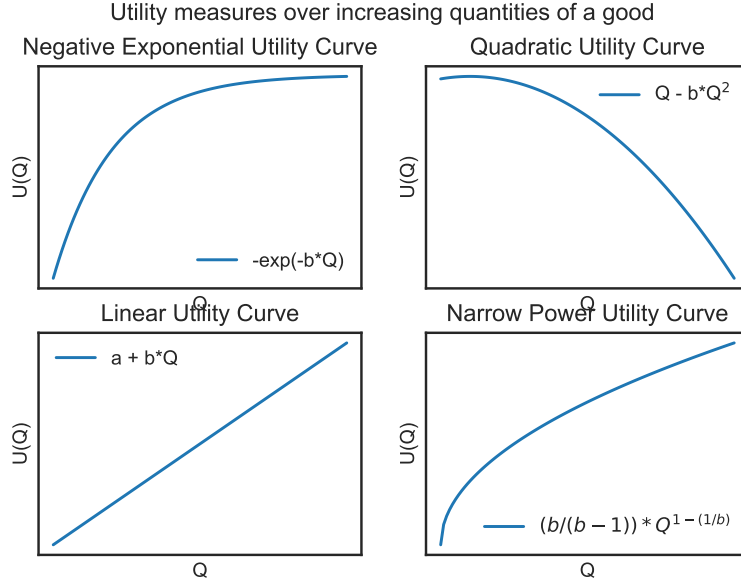 Utility measures over increasing quantities of a good
Negative Exponential Utility Curve
U(Q)
-exp(-b*Q)
Q
Quadratic Utility Curve
U(Q)
Q - b*Q²
Q
Linear Utility Curve
U(Q)
a + b*Q
Q
Narrow Power Utility Curve
U(Q)
(b/(b − 1)) * Q^{1−(1/b)}
Q